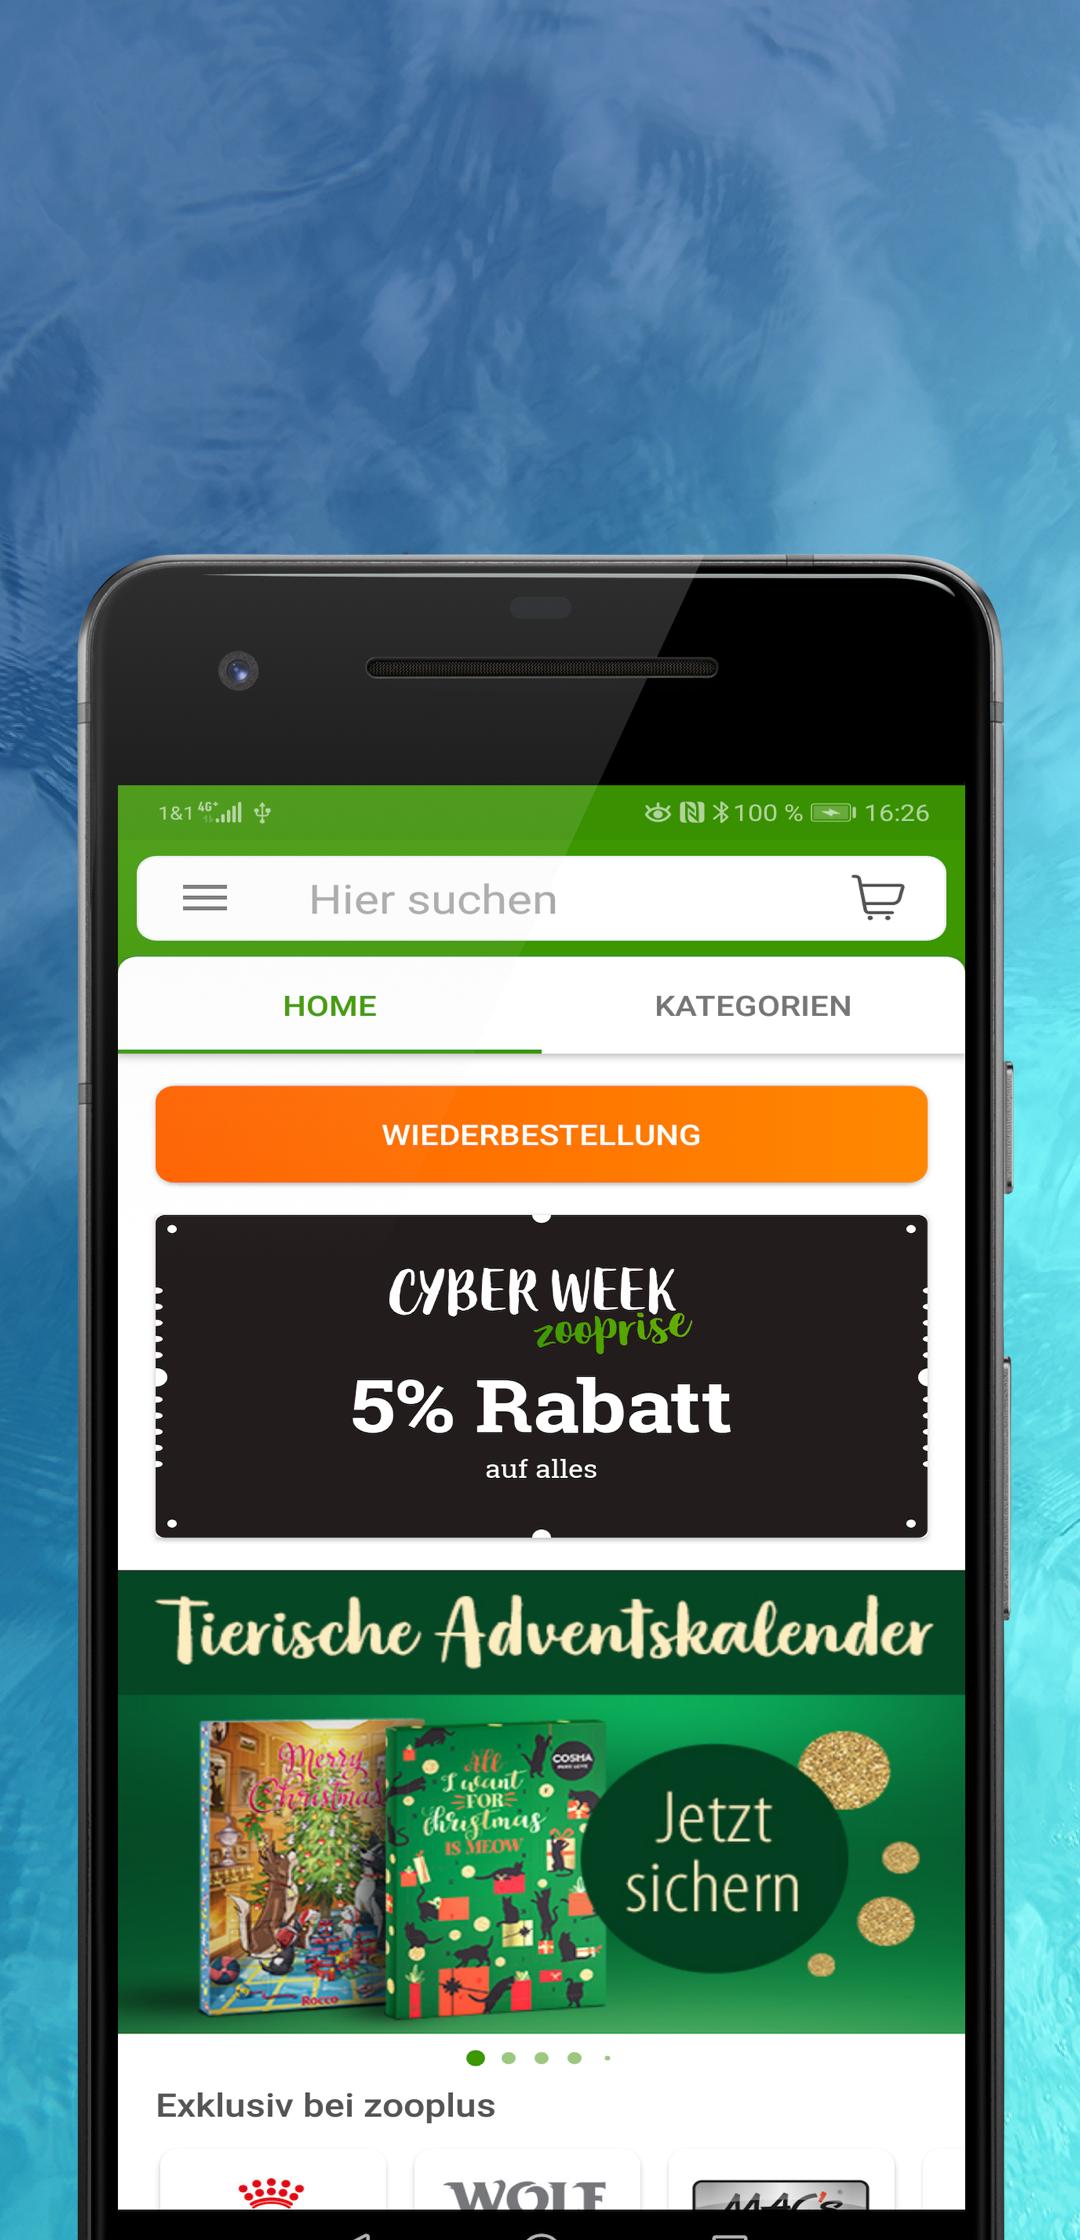 1&1 4G+ 100 % 16:26
Hier suchen
HOME KATEGORIEN
WIEDERBESTELLUNG
CYBER WEEK
zooprise
5% Rabatt
auf alles
Tierische Adventskalender
Merry
Christmas
All
I want
FOR
Christmas
IS MEOW
COSMA
Rocco
Jetzt
sichern
Exklusiv bei zooplus
WOLF
MAC's